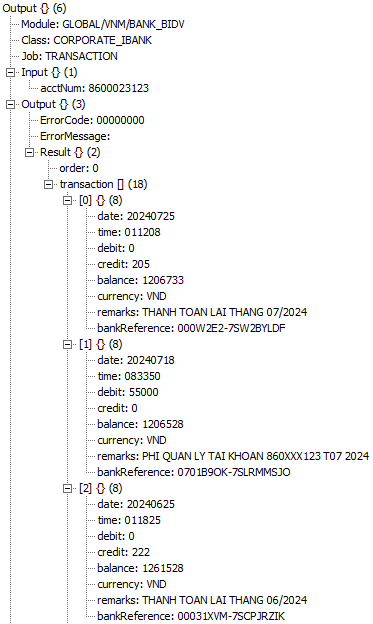 Output {} (6)
Module: GLOBAL/VNM/BANK_BIDV
Class: CORPORATE_IBANK
Job: TRANSACTION
Input {} (1)
acctNum: 8600023123
Output {} (3)
ErrorCode: 00000000
ErrorMessage:
Result {} (2)
order: 0
transaction [] (18)
[0] {} (8)
date: 20240725
time: 011208
debit: 0
credit: 205
balance: 1206733
currency: VND
remarks: THANH TOAN LAI THANG 07/2024
bankReference: 000W2E2-7SW2BYLDF
[1] {} (8)
date: 20240718
time: 083350
debit: 55000
credit: 0
balance: 1206528
currency: VND
remarks: PHI QUAN LY TAI KHOAN 860XXX123 T07 2024
bankReference: 0701B9OK-7SLRMMSJO
[2] {} (8)
date: 20240625
time: 011825
debit: 0
credit: 222
balance: 1261528
currency: VND
remarks: THANH TOAN LAI THANG 06/2024
bankReference: 00031XVM-7SCPJRZIK